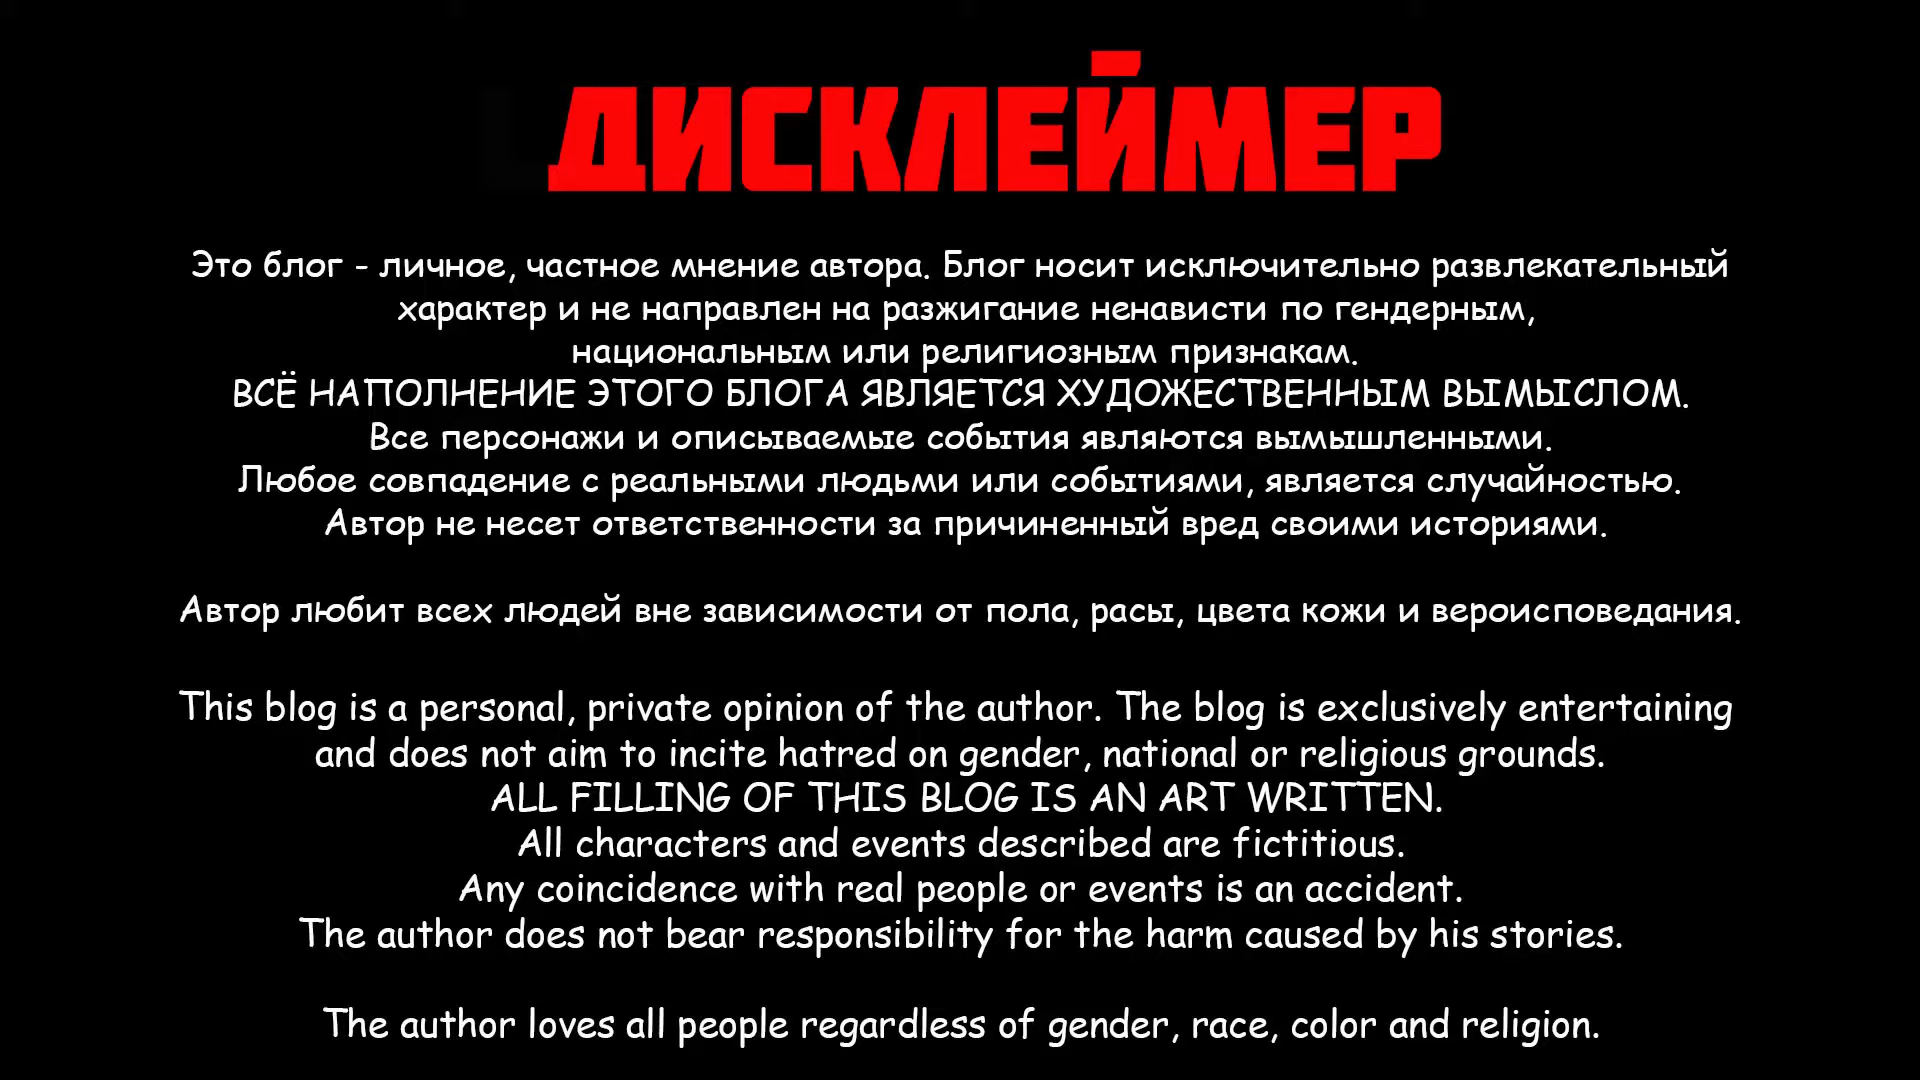 ДИСКЛЕЙМЕР
Это блог - личное, частное мнение автора. Блог носит исключительно развлекательный
характер и не направлен на разжигание ненависти по гендерным,
национальным или религиозным признакам.
ВСЁ НАПОЛНЕНИЕ ЭТОГО БЛОГА ЯВЛЯЕТСЯ ХУДОЖЕСТВЕННЫМ ВЫМЫСЛОМ.
Все персонажи и описываемые события являются вымышленными.
Любое совпадение с реальными людьми или событиями, является случайностью.
Автор не несет ответственности за причиненный вред своими историями.
Автор любит всех людей вне зависимости от пола, расы, цвета кожи и вероисповедания.
This blog is a personal, private opinion of the author. The blog is exclusively entertaining
and does not aim to incite hatred on gender, national or religious grounds.
ALL FILLING OF THIS BLOG IS AN ART WRITTEN.
All characters and events described are fictitious.
Any coincidence with real people or events is an accident.
The author does not bear responsibility for the harm caused by his stories.
The author loves all people regardless of gender, race, color and religion.